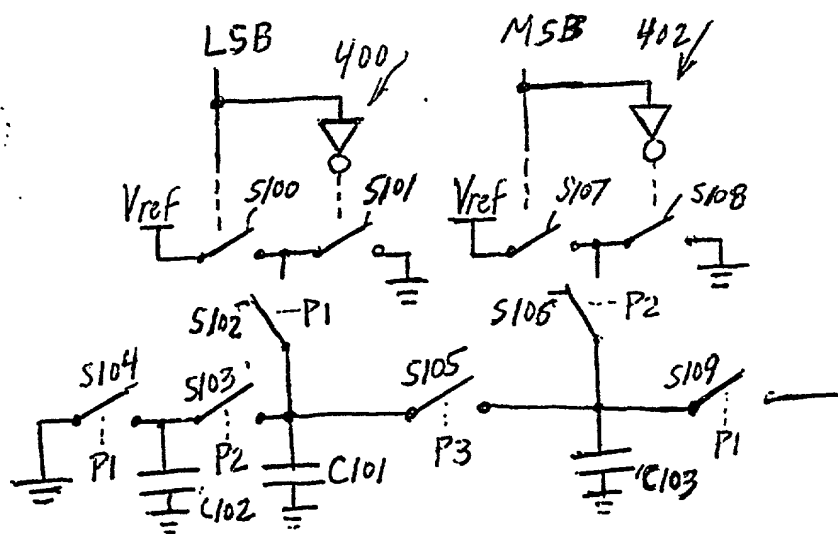 LSB
400
MSB
402
Vref
S100
S101
Vref
S107
S108
S102
P1
S106
P2
S104
S103
S105
S109
P1
P2
P3
P1
C102
C101
C103